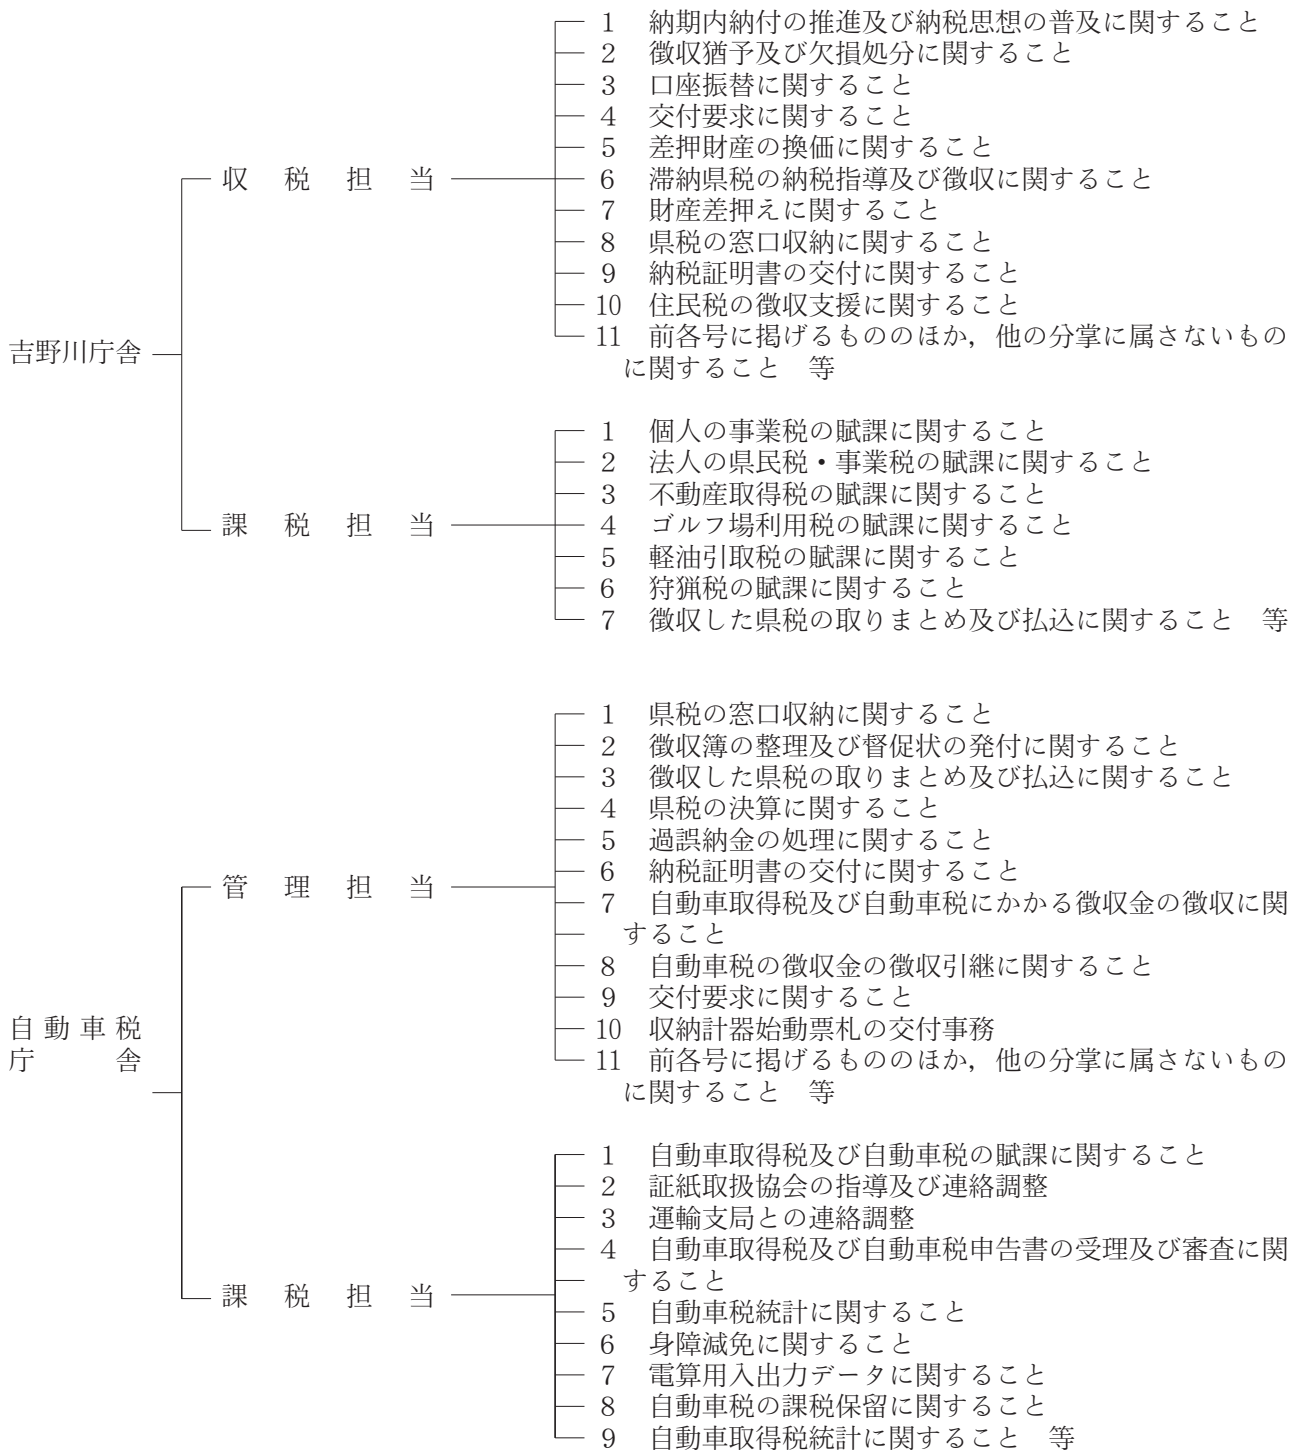 吉野川庁舎
収税担当
1 納期内納付の推進及び納税思想の普及に関すること
2 徴収猶予及び欠損処分に関すること
3 口座振替に関すること
4 交付要求に関すること
5 差押財産の換価に関すること
6 滞納県税の納税指導及び徴収に関すること
7 財産差押えに関すること
8 県税の窓口収納に関すること
9 納税証明書の交付に関すること
10 住民税の徴収支援に関すること
11 前各号に掲げるもののほか，他の分掌に属さないもの
に関すること 等
課税担当
1 個人の事業税の賦課に関すること
2 法人の県民税・事業税の賦課に関すること
3 不動産取得税の賦課に関すること
4 ゴルフ場利用税の賦課に関すること
5 軽油引取税の賦課に関すること
6 狩猟税の賦課に関すること
7 徴収した県税の取りまとめ及び払込に関すること 等
自動車税
庁舎
管理担当
1 県税の窓口収納に関すること
2 徴収簿の整理及び督促状の発付に関すること
3 徴収した県税の取りまとめ及び払込に関すること
4 県税の決算に関すること
5 過誤納金の処理に関すること
6 納税証明書の交付に関すること
7 自動車取得税及び自動車税にかかる徴収金の徴収に関
すること
8 自動車税の徴収金の徴収引継に関すること
9 交付要求に関すること
10 収納計器始動票札の交付事務
11 前各号に掲げるもののほか，他の分掌に属さないもの
に関すること 等
課税担当
1 自動車取得税及び自動車税の賦課に関すること
2 証紙取扱協会の指導及び連絡調整
3 運輸支局との連絡調整
4 自動車取得税及び自動車税申告書の受理及び審査に関
すること
5 自動車税統計に関すること
6 身障減免に関すること
7 電算用入出力データに関すること
8 自動車税の課税保留に関すること
9 自動車取得税統計に関すること 等